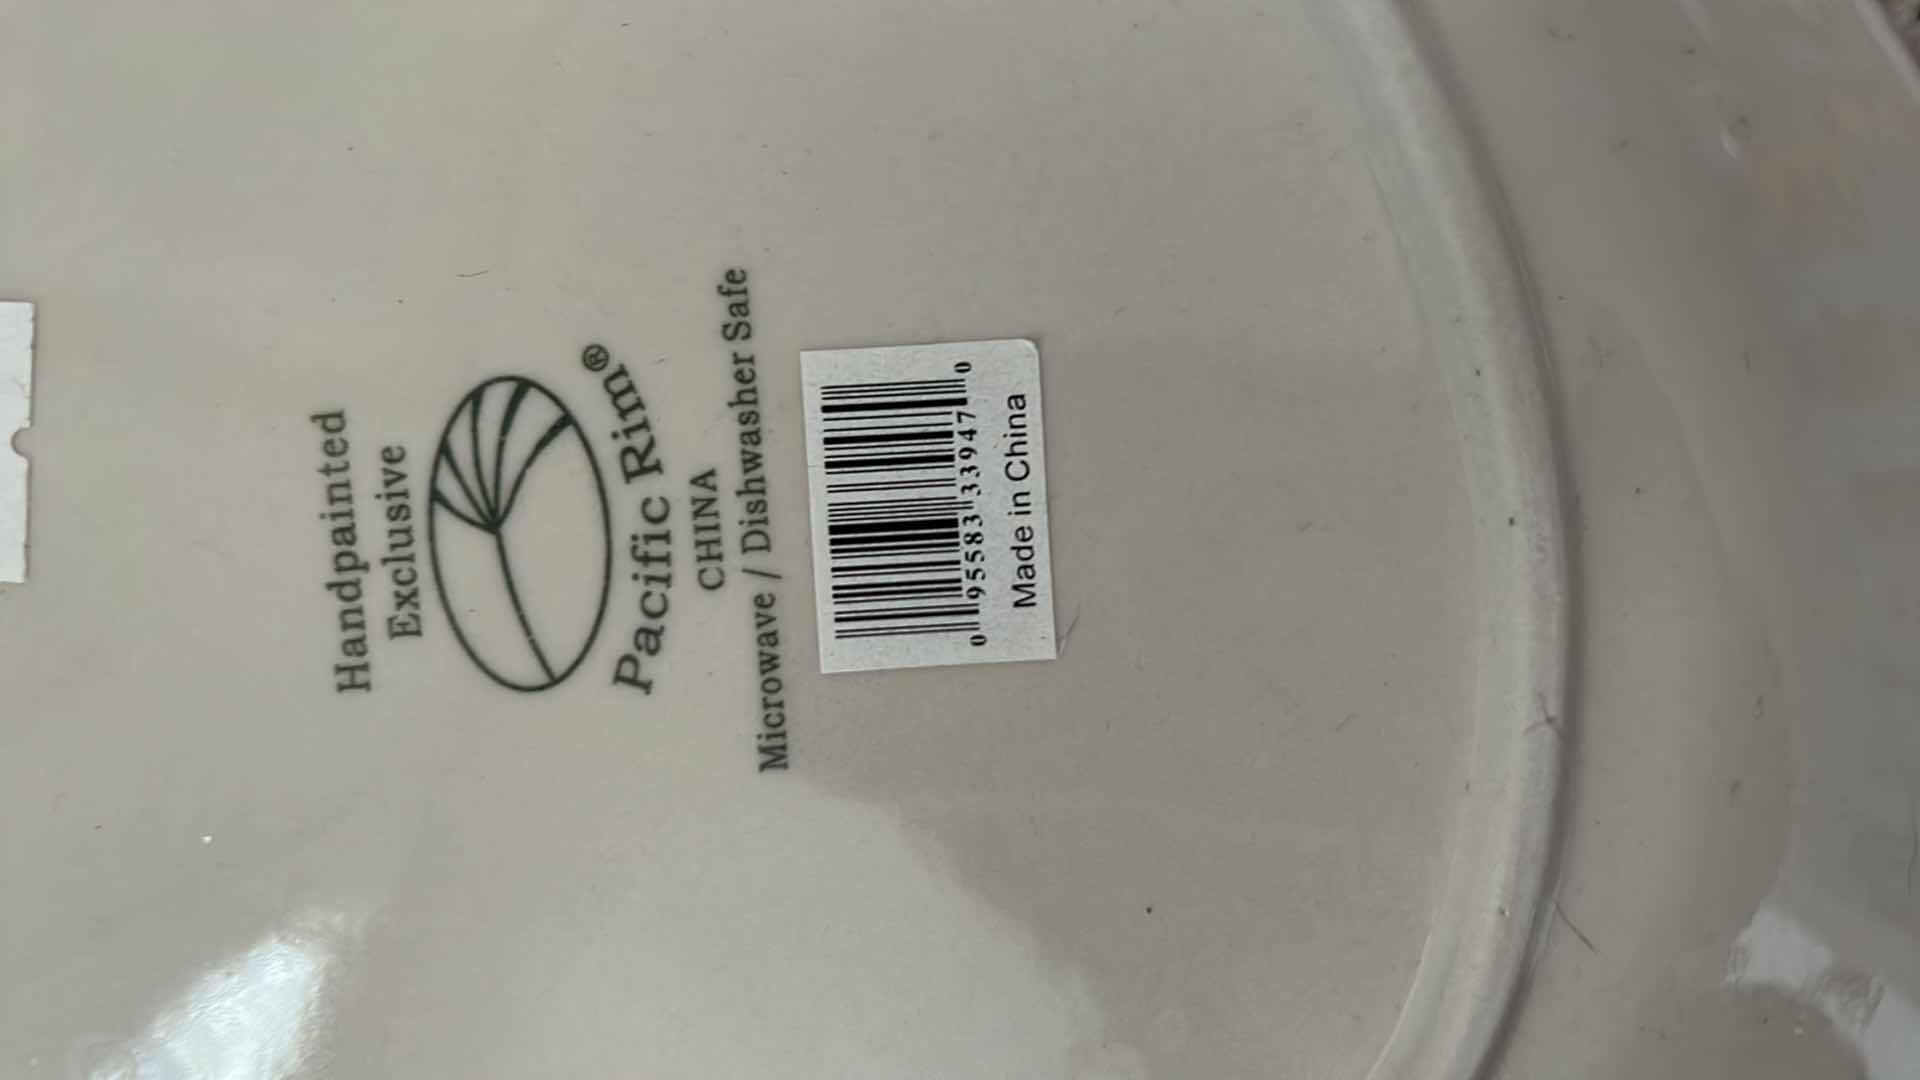 Handpainted
Exclusive
Pacific Rim®
CHINA
Microwave / Dishwasher Safe
0 95583 33947 0
Made in China